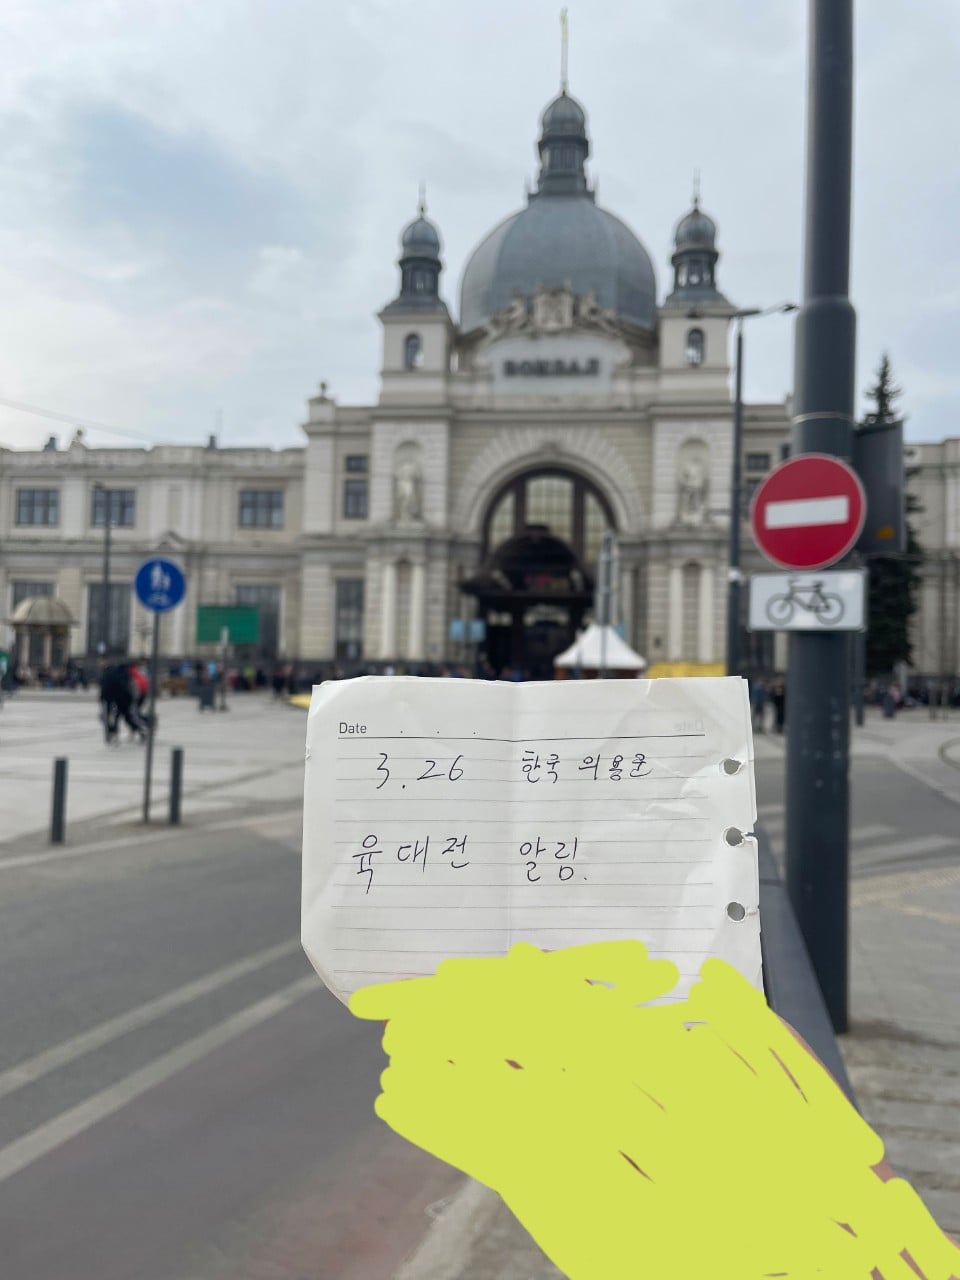 ВОКЗАЛ
Date . . .
3. 26 한국 의용군
육대전 알림.